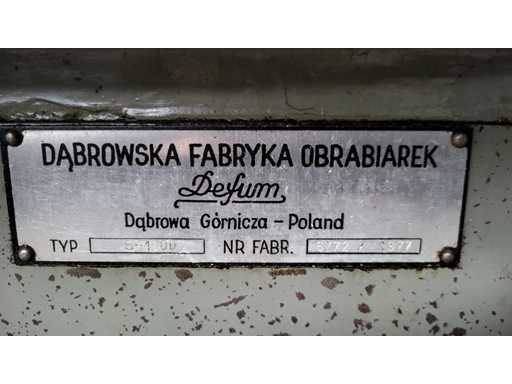 DĄBROWSKA FABRYKA OBRABIAREK
Defum
Dąbrowa Górnicza – Poland
TYP NR FABR.